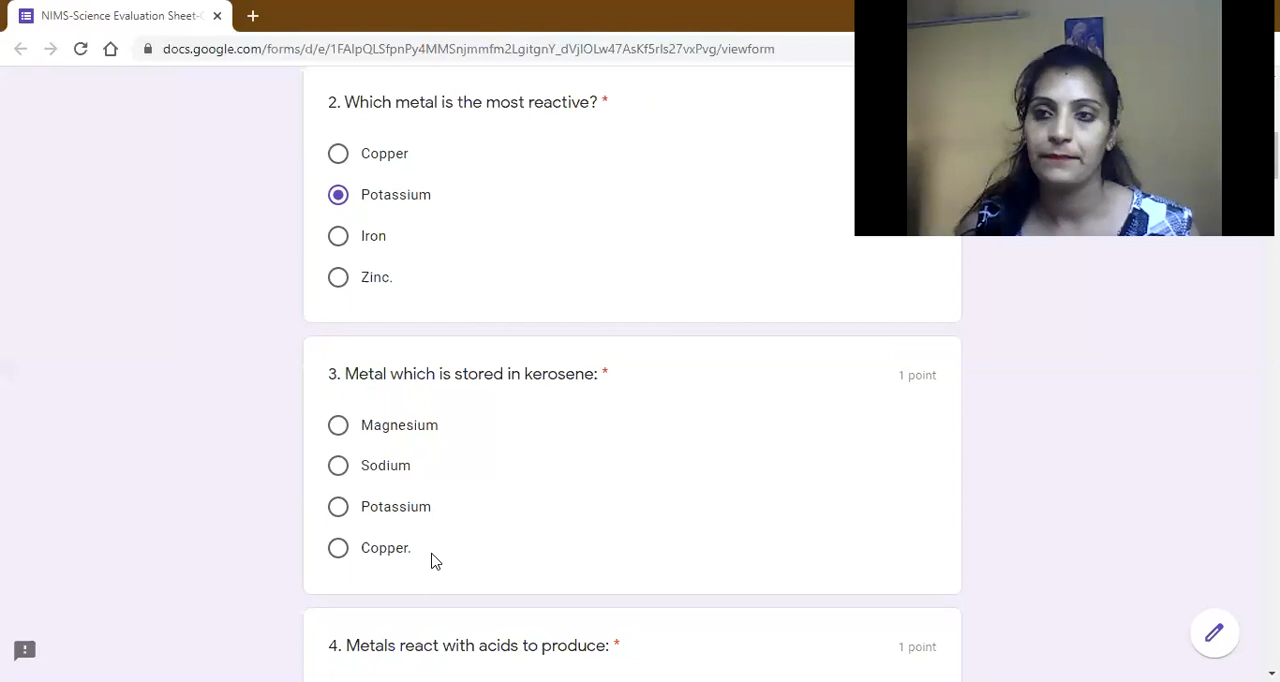 NIMS-Science Evaluation Sheet-
docs.google.com/forms/d/e/1FAIpQLSfpnPy4MMSnjmmfm2LgitgnY_dVjlOLw47AsKf5rIs27vxPvg/viewform
2. Which metal is the most reactive? *
Copper
Potassium
Iron
Zinc.
3. Metal which is stored in kerosene: *
1 point
Magnesium
Sodium
Potassium
Copper.
4. Metals react with acids to produce: *
1 point